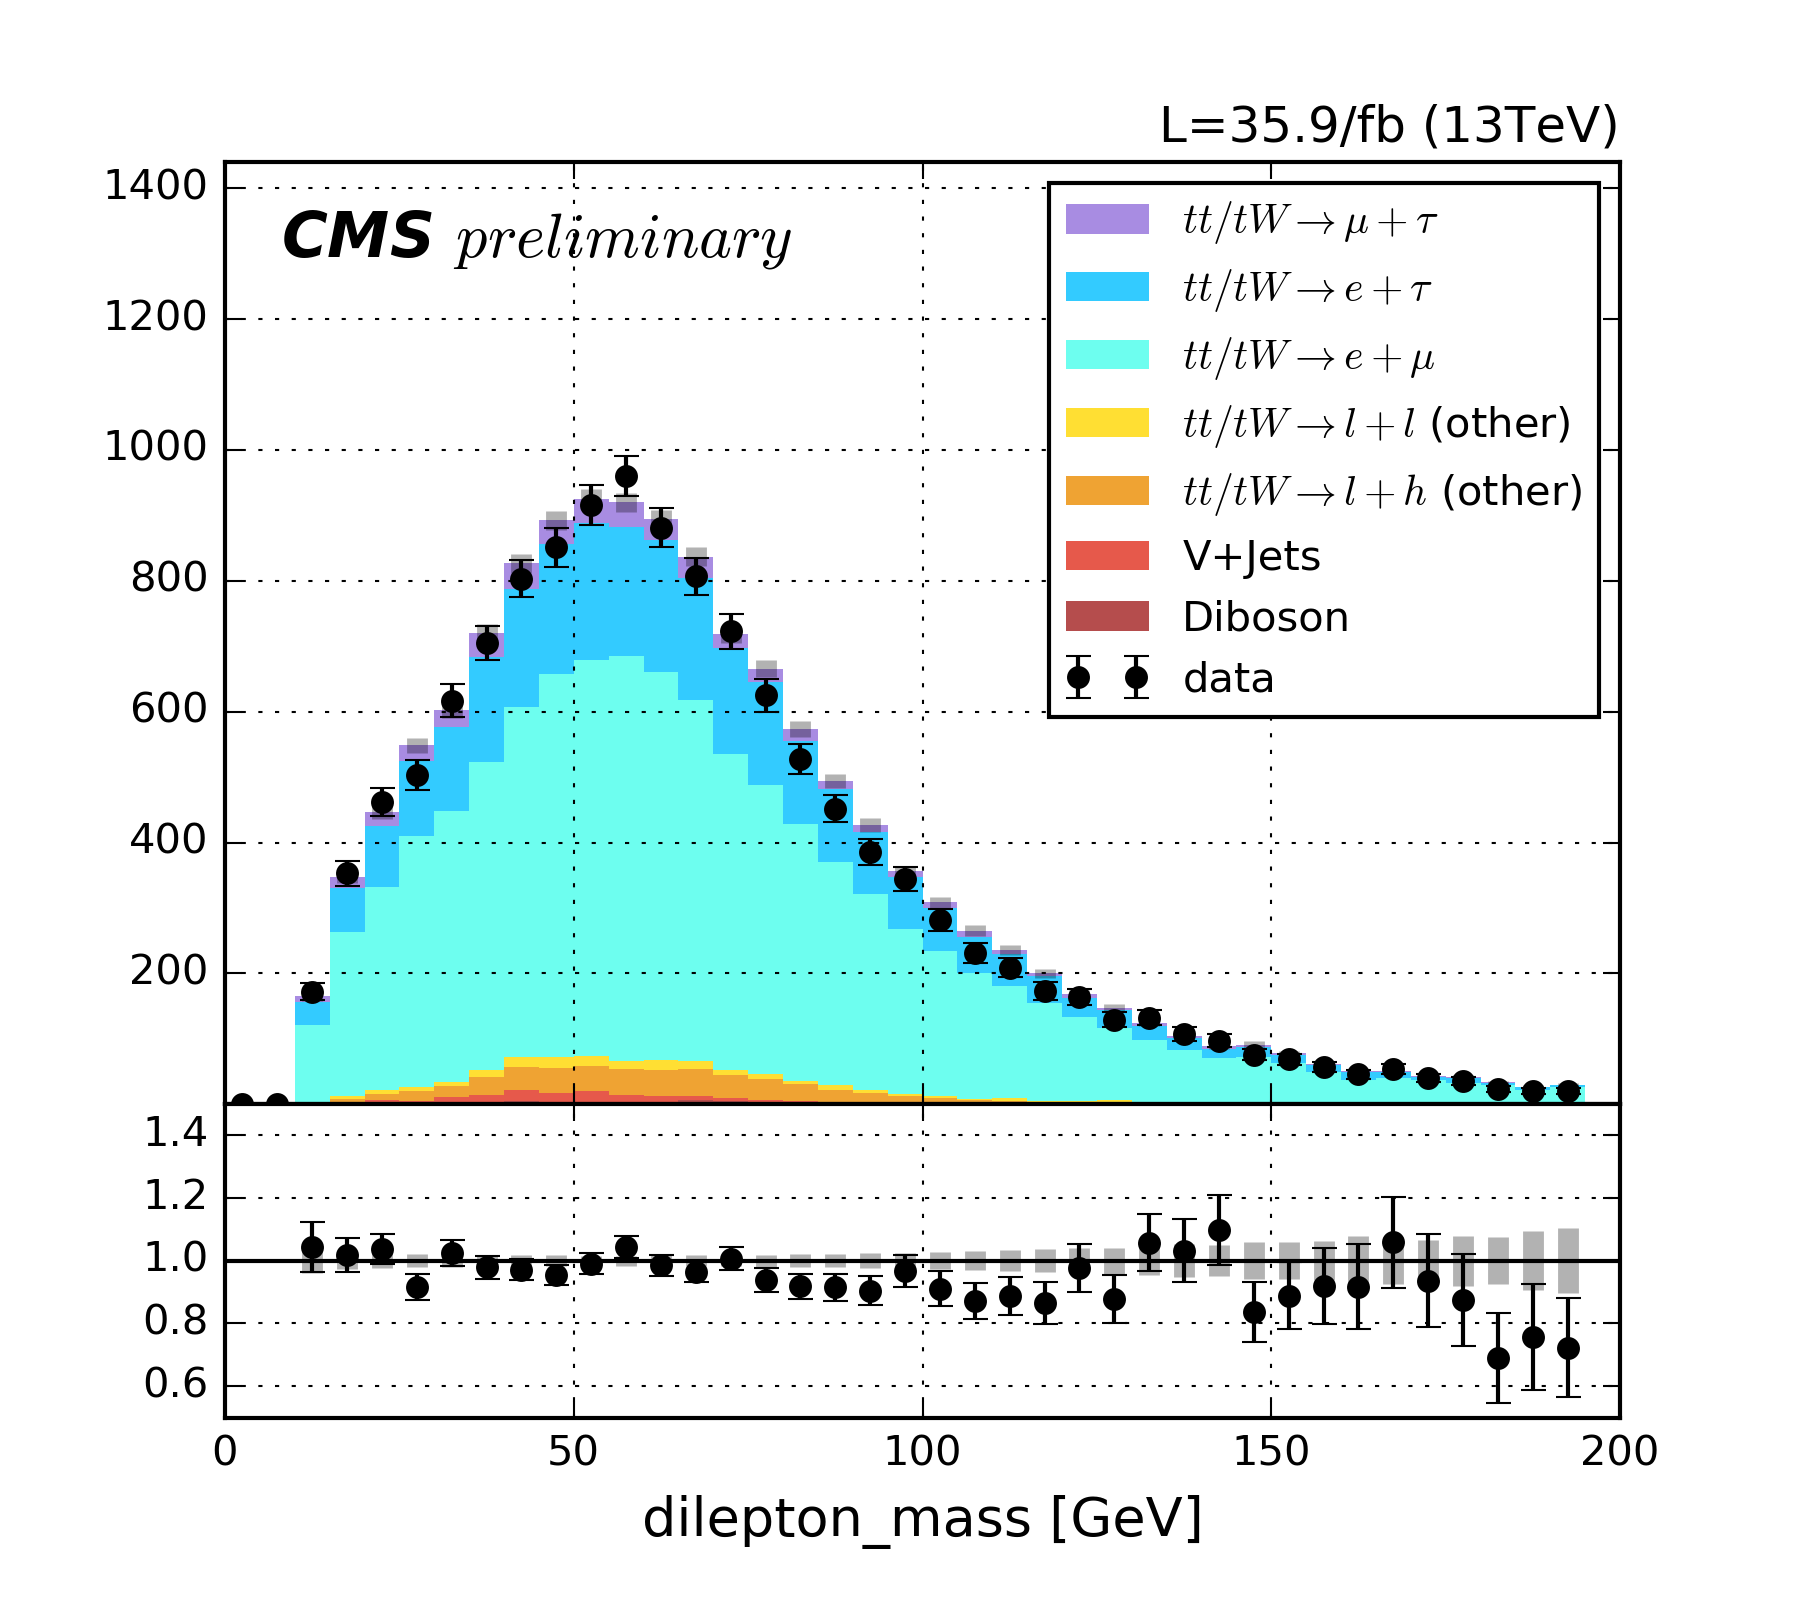 L=35.9/fb (13TeV)
CMS preliminary
1400
1200
1000
800
600
400
200
tt/tW → μ + τ
tt/tW → e + τ
tt/tW → e + μ
tt/tW → l + l (other)
tt/tW → l + h (other)
V+Jets
Diboson
data
1.4
1.2
1.0
0.8
0.6
0 50 100 150 200
dilepton_mass [GeV]